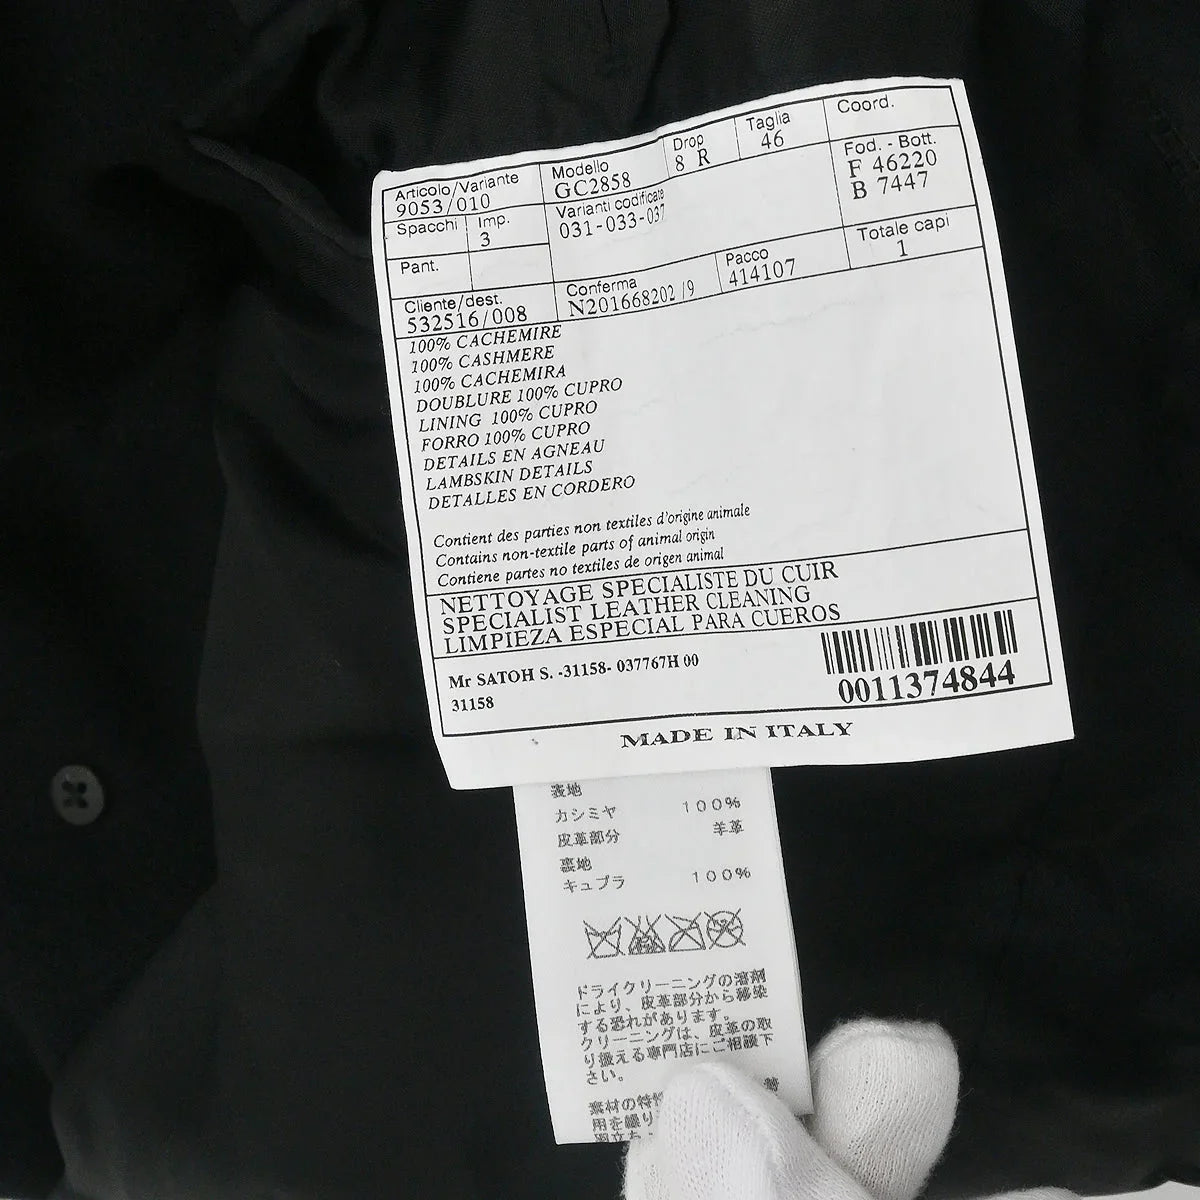 Articolo/Variante Modello Drop Taglia Coord.
9053/010 GC2858 8 R 46
Spacchi Imp. Varianti codificate Fod. - Bott.
3 031-033-037 F 46220
B 7447
Pant.
Cliente/dest. Conferma Pacco Totale capi
532516/008 N201668202 /9 414107 1
100% CACHEMIRE
100% CASHMERE
100% CACHEMIRA
DOUBLURE 100% CUPRO
LINING 100% CUPRO
FORRO 100% CUPRO
DETAILS EN AGNEAU
LAMBSKIN DETAILS
DETALLES EN CORDERO
Contient des parties non textiles d'origine animale
Contains non-textile parts of animal origin
Contiene partes no textiles de origen animal
NETTOYAGE SPECIALISTE DU CUIR
SPECIALIST LEATHER CLEANING
LIMPIEZA ESPECIAL PARA CUEROS
Mr SATOH S. -31158- 037767H 00
31158
0011374844
MADE IN ITALY
表地
カシミヤ 100%
皮革部分 羊革
裏地
キュプラ 100%
ドライクリーニングの溶剤
により、皮革部分から移染
する恐れがあります。
クリーニングは、皮革の取
り扱える専門店にご相談下
さい。
素材の特性
用を繰り